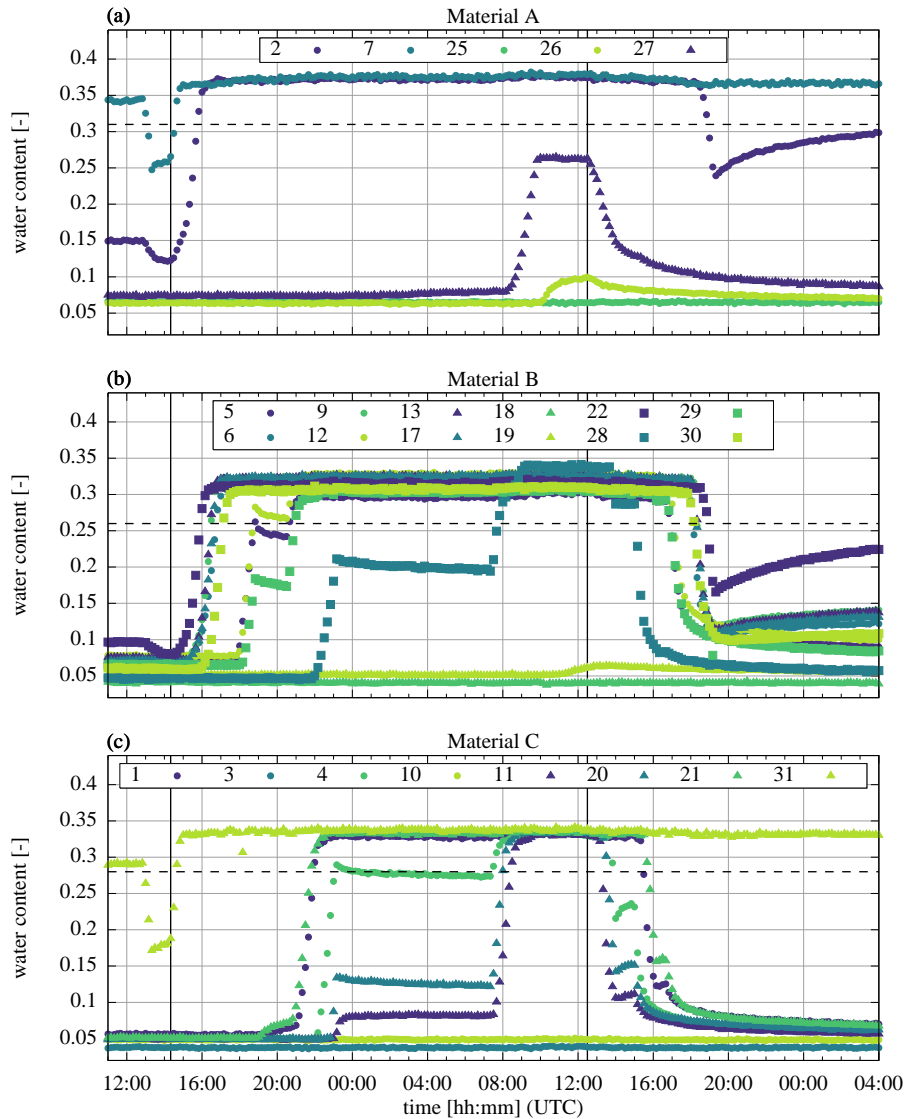 (a) Material A
2 7 25 26 27
0.4
0.35
0.3
0.25
0.2
0.15
0.1
0.05
water content [-]
(b) Material B
5 9 13 18 22 29
6 12 17 19 28 30
0.4
0.35
0.3
0.25
0.2
0.15
0.1
0.05
water content [-]
(c) Material C
1 3 4 10 11 20 21 31
0.4
0.35
0.3
0.25
0.2
0.15
0.1
0.05
water content [-]
12:00 16:00 20:00 00:00 04:00 08:00 12:00 16:00 20:00 00:00 04:00
time [hh:mm] (UTC)